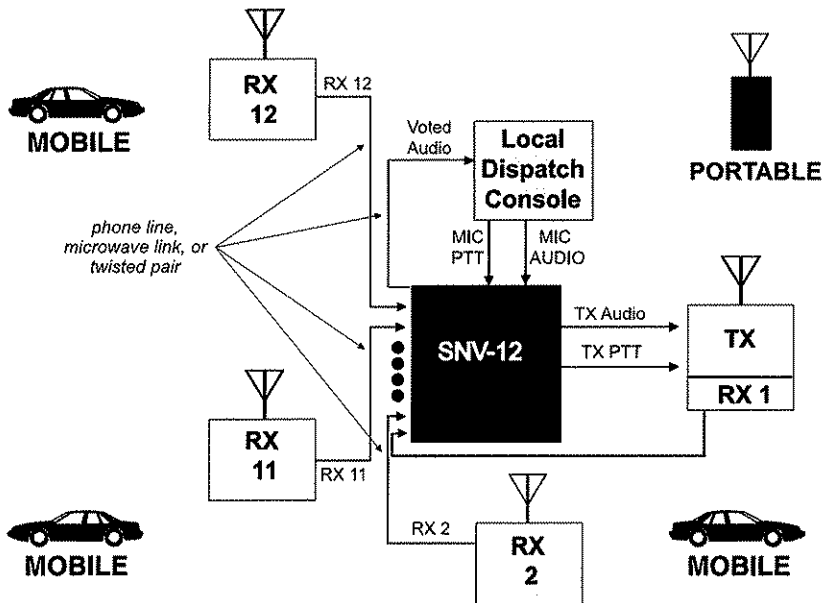 RX
12
RX 12
MOBILE
Voted
Audio
Local
Dispatch
Console
PORTABLE
phone line,
microwave link, or
twisted pair
MIC
PTT
MIC
AUDIO
SNV-12
TX Audio
TX PTT
TX
RX 1
RX
11
RX 11
MOBILE
RX 2
RX
2
MOBILE